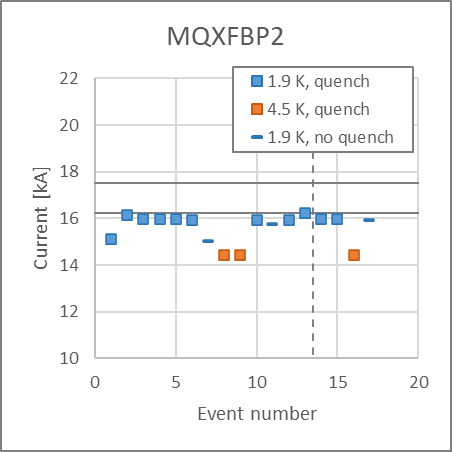 MQXFBP2
1.9 K, quench
4.5 K, quench
1.9 K, no quench
22
20
18
16
14
12
10
Current [kA]
0 5 10 15 20
Event number